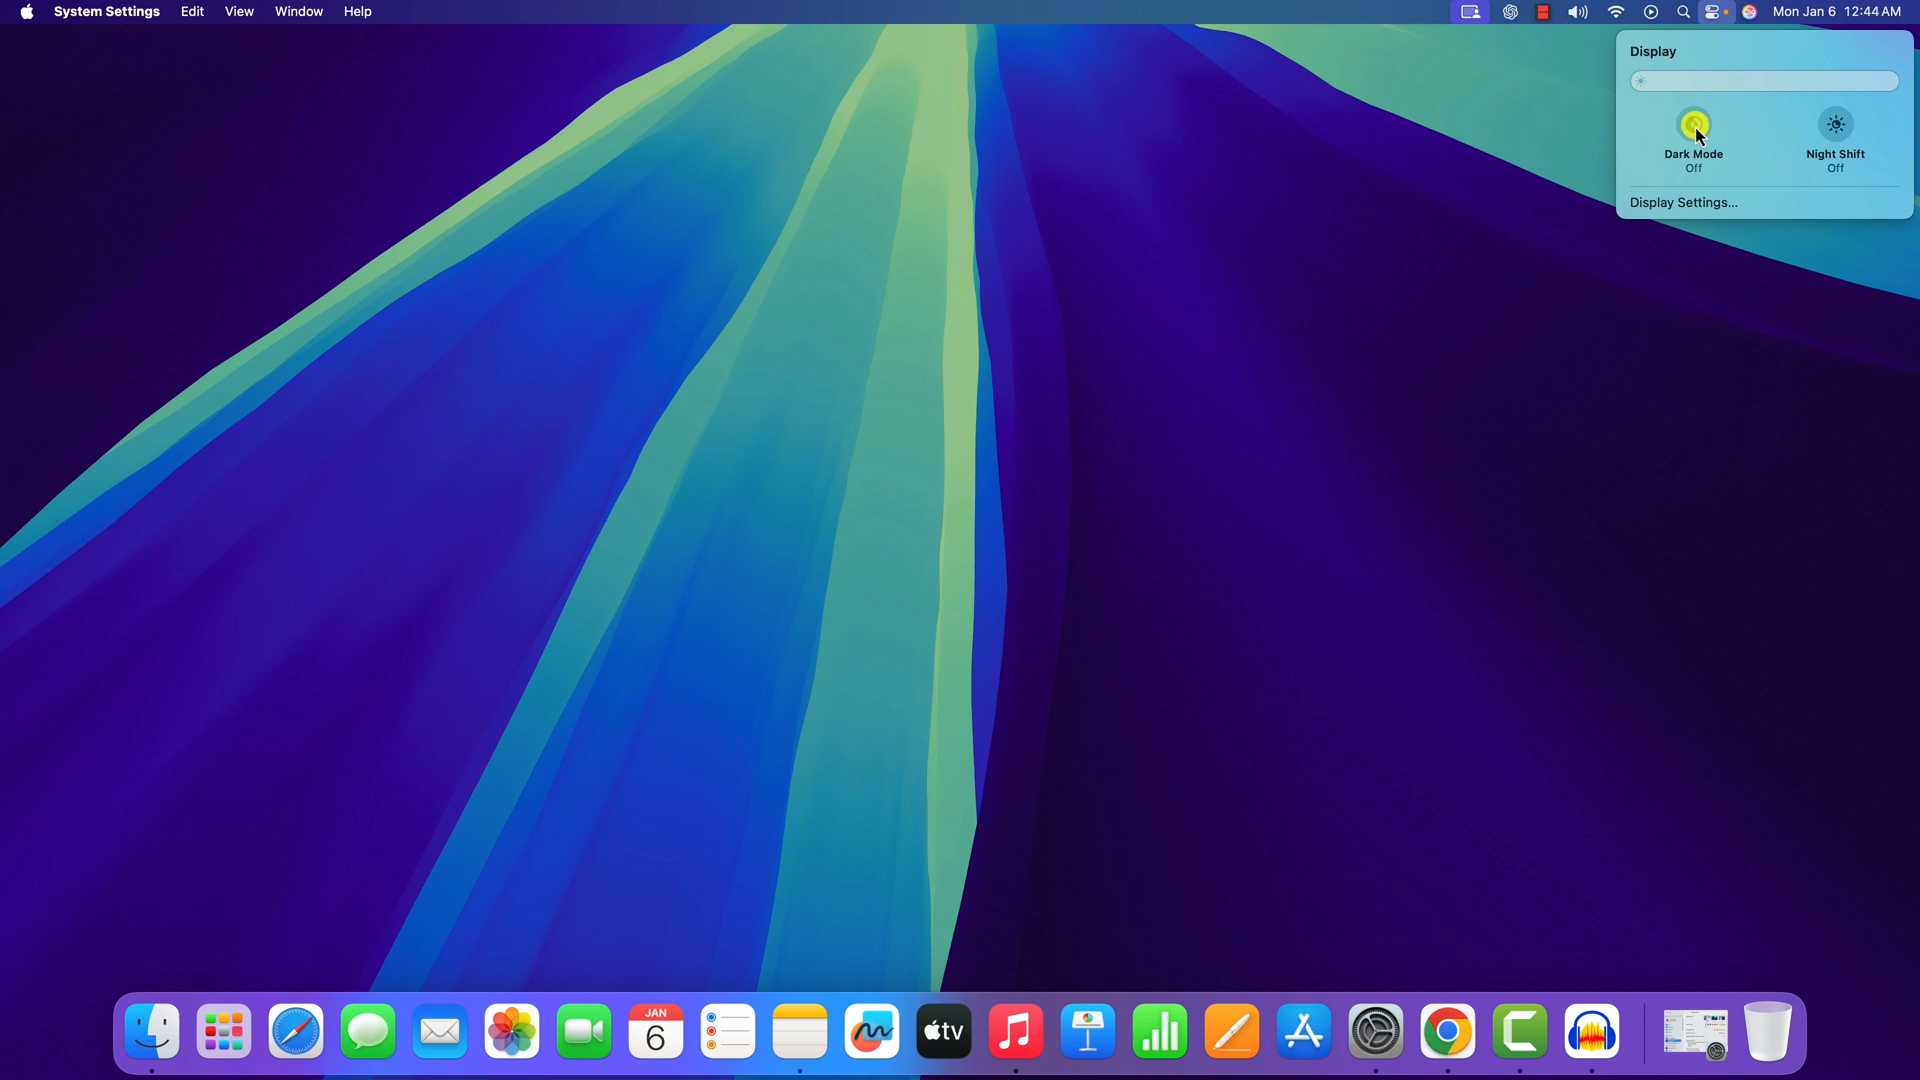 System Settings Edit View Window Help Mon Jan 6 12:44 AM
Display
Dark Mode Night Shift
Off Off
Display Settings...
JAN
6
tv